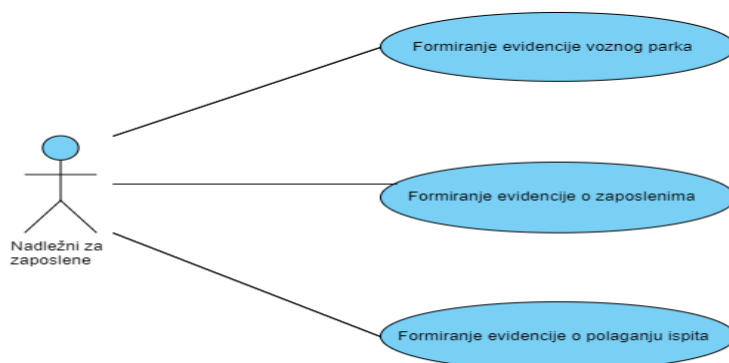 Formiranje evidencije voznog parka
Formiranje evidencije o zaposlenima
Nadležni za
zaposlene
Formiranje evidencije o polaganju ispita